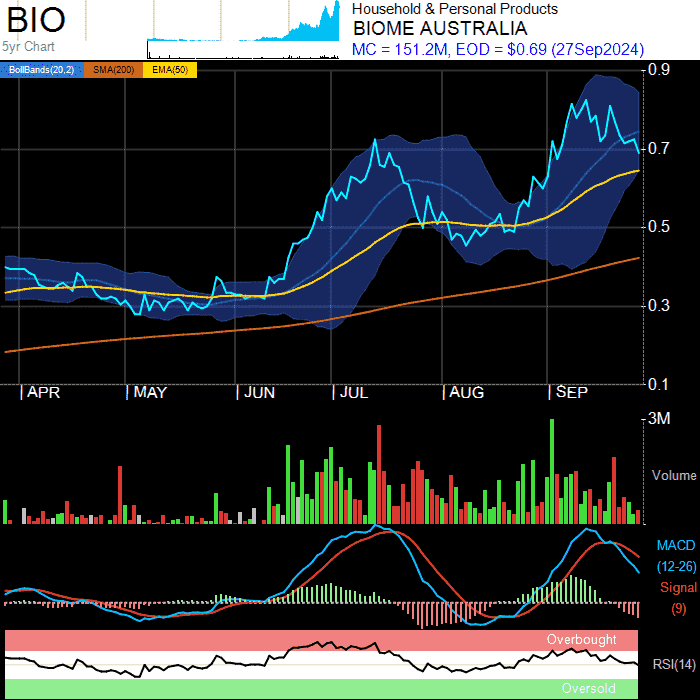 BIO
5yr Chart
Household & Personal Products
BIOME AUSTRALIA
MC = 151.2M, EOD = $0.69 (27Sep2024)
BollBands(20,2) SMA(200) EMA(50)
0.9
0.7
0.5
0.3
0.1
| APR | MAY | JUN | JUL | AUG | SEP
3M
Volume
MACD
(12-26)
Signal
(9)
Overbought
RSI(14)
Oversold